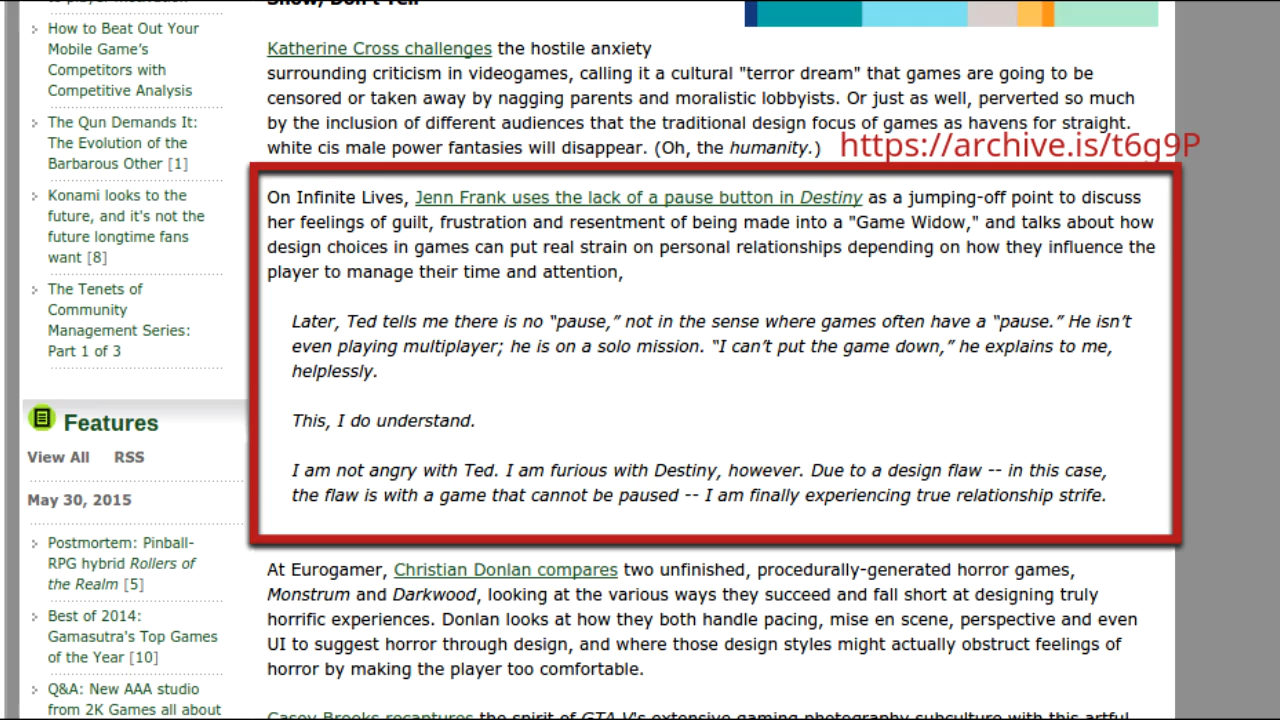 How to Beat Out Your
Mobile Game's
Competitors with
Competitive Analysis
The Qun Demands It:
The Evolution of the
Barbarous Other [1]
Konami looks to the
future, and it's not the
future longtime fans
want [8]
The Tenets of
Community
Management Series:
Part 1 of 3
Features
View All RSS
May 30, 2015
Postmortem: Pinball-
RPG hybrid Rollers of
the Realm [5]
Best of 2014:
Gamasutra's Top Games
of the Year [10]
Q&A: New AAA studio
from 2K Games all about
Show/Don't Tell
Katherine Cross challenges the hostile anxiety
surrounding criticism in videogames, calling it a cultural "terror dream" that games are going to be
censored or taken away by nagging parents and moralistic lobbyists. Or just as well, perverted so much
by the inclusion of different audiences that the traditional design focus of games as havens for straight.
white cis male power fantasies will disappear. (Oh, the humanity.)
https://archive.is/t6g9P
On Infinite Lives, Jenn Frank uses the lack of a pause button in Destiny as a jumping-off point to discuss
her feelings of guilt, frustration and resentment of being made into a "Game Widow," and talks about how
design choices in games can put real strain on personal relationships depending on how they influence the
player to manage their time and attention,
Later, Ted tells me there is no “pause,” not in the sense where games often have a “pause.” He isn’t
even playing multiplayer; he is on a solo mission. “I can’t put the game down,” he explains to me,
helplessly.
This, I do understand.
I am not angry with Ted. I am furious with Destiny, however. Due to a design flaw -- in this case,
the flaw is with a game that cannot be paused -- I am finally experiencing true relationship strife.
At Eurogamer, Christian Donlan compares two unfinished, procedurally-generated horror games,
Monstrum and Darkwood, looking at the various ways they succeed and fall short at designing truly
horrific experiences. Donlan looks at how they both handle pacing, mise en scene, perspective and even
UI to suggest horror through design, and where those design styles might actually obstruct feelings of
horror by making the player too comfortable.
Casey Brooks recaptures the spirit of GTA V's extensive gaming photography subculture with this artful